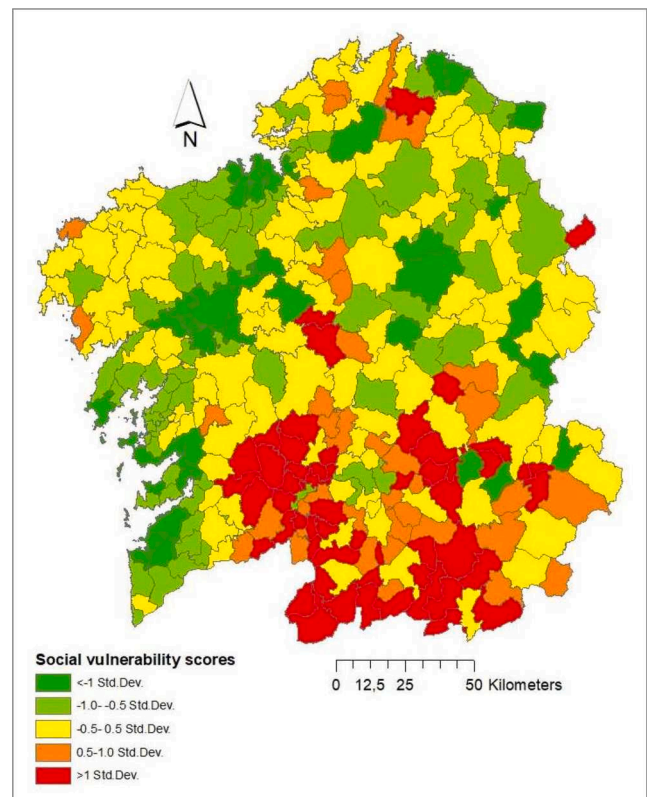 N
Social vulnerability scores
<-1 Std.Dev.
-1.0- -0.5 Std.Dev.
-0.5- 0.5 Std.Dev.
0.5-1.0 Std.Dev.
>1 Std.Dev.
0 12,5 25 50 Kilometers